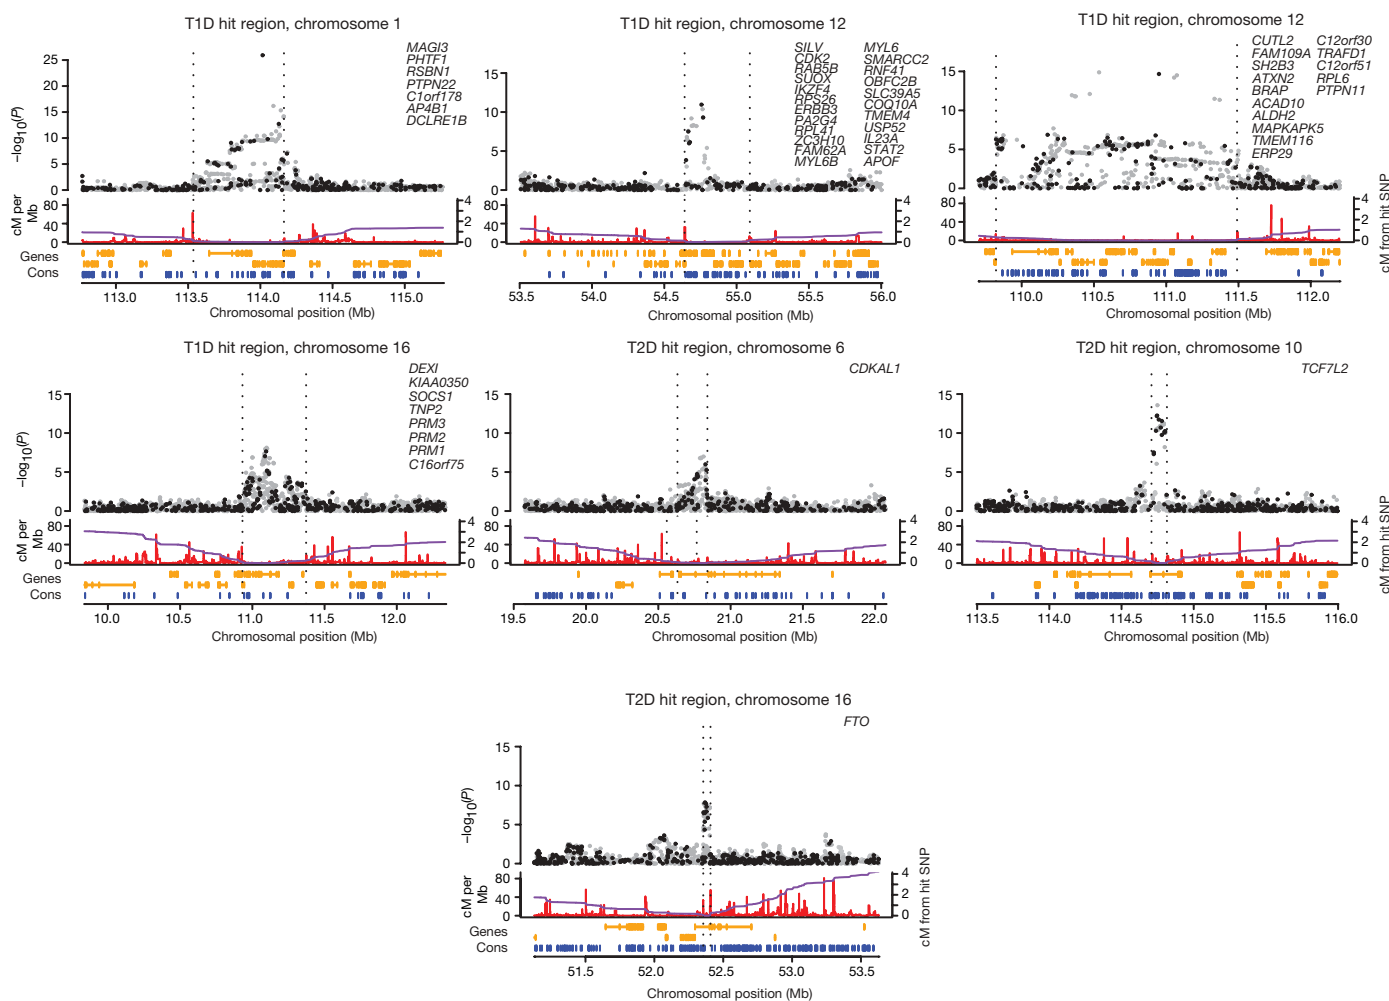 T1D hit region, chromosome 1
MAGI3
PHTF1
RSBN1
PTPN22
C1orf178
AP4B1
DCLRE1B
25
20
15
10
5
0
–log10(P)
80
40
0
cM per Mb
4
2
0
Genes
Cons
113.0 113.5 114.0 114.5 115.0
Chromosomal position (Mb)
T1D hit region, chromosome 12
SILV MYL6
CDK2 SMARCC2
RAB5B RNF41
SUOX OBFC2B
IKZF4 SLC39A5
RPS26 COQ10A
ERBB3 TMEM4
PA2G4 USP52
RPL41 IL23A
ZC3H10 STAT2
FAM62A APOF
MYL6B
15
10
5
0
80
40
0
4
2
0
53.5 54.0 54.5 55.0 55.5 56.0
Chromosomal position (Mb)
T1D hit region, chromosome 12
CUTL2 C12orf30
FAM109A TRAFD1
SH2B3 C12orf51
ATXN2 RPL6
BRAP PTPN11
ACAD10
ALDH2
MAPKAPK5
TMEM116
ERP29
15
10
5
0
80
40
0
4
2
0
cM from hit SNP
110.0 110.5 111.0 111.5 112.0
Chromosomal position (Mb)
T1D hit region, chromosome 16
DEXI
KIAA0350
SOCS1
TNP2
PRM3
PRM2
PRM1
C16orf75
15
10
5
0
–log10(P)
80
40
0
cM per Mb
4
2
0
Genes
Cons
10.0 10.5 11.0 11.5 12.0
Chromosomal position (Mb)
T2D hit region, chromosome 6
CDKAL1
15
10
5
0
80
40
0
4
2
0
19.5 20.0 20.5 21.0 21.5 22.0
Chromosomal position (Mb)
T2D hit region, chromosome 10
TCF7L2
15
10
5
0
80
40
0
4
2
0
cM from hit SNP
113.5 114.0 114.5 115.0 115.5 116.0
Chromosomal position (Mb)
T2D hit region, chromosome 16
FTO
15
10
5
0
–log10(P)
80
40
0
cM per Mb
4
2
0
cM from hit SNP
Genes
Cons
51.5 52.0 52.5 53.0 53.5
Chromosomal position (Mb)